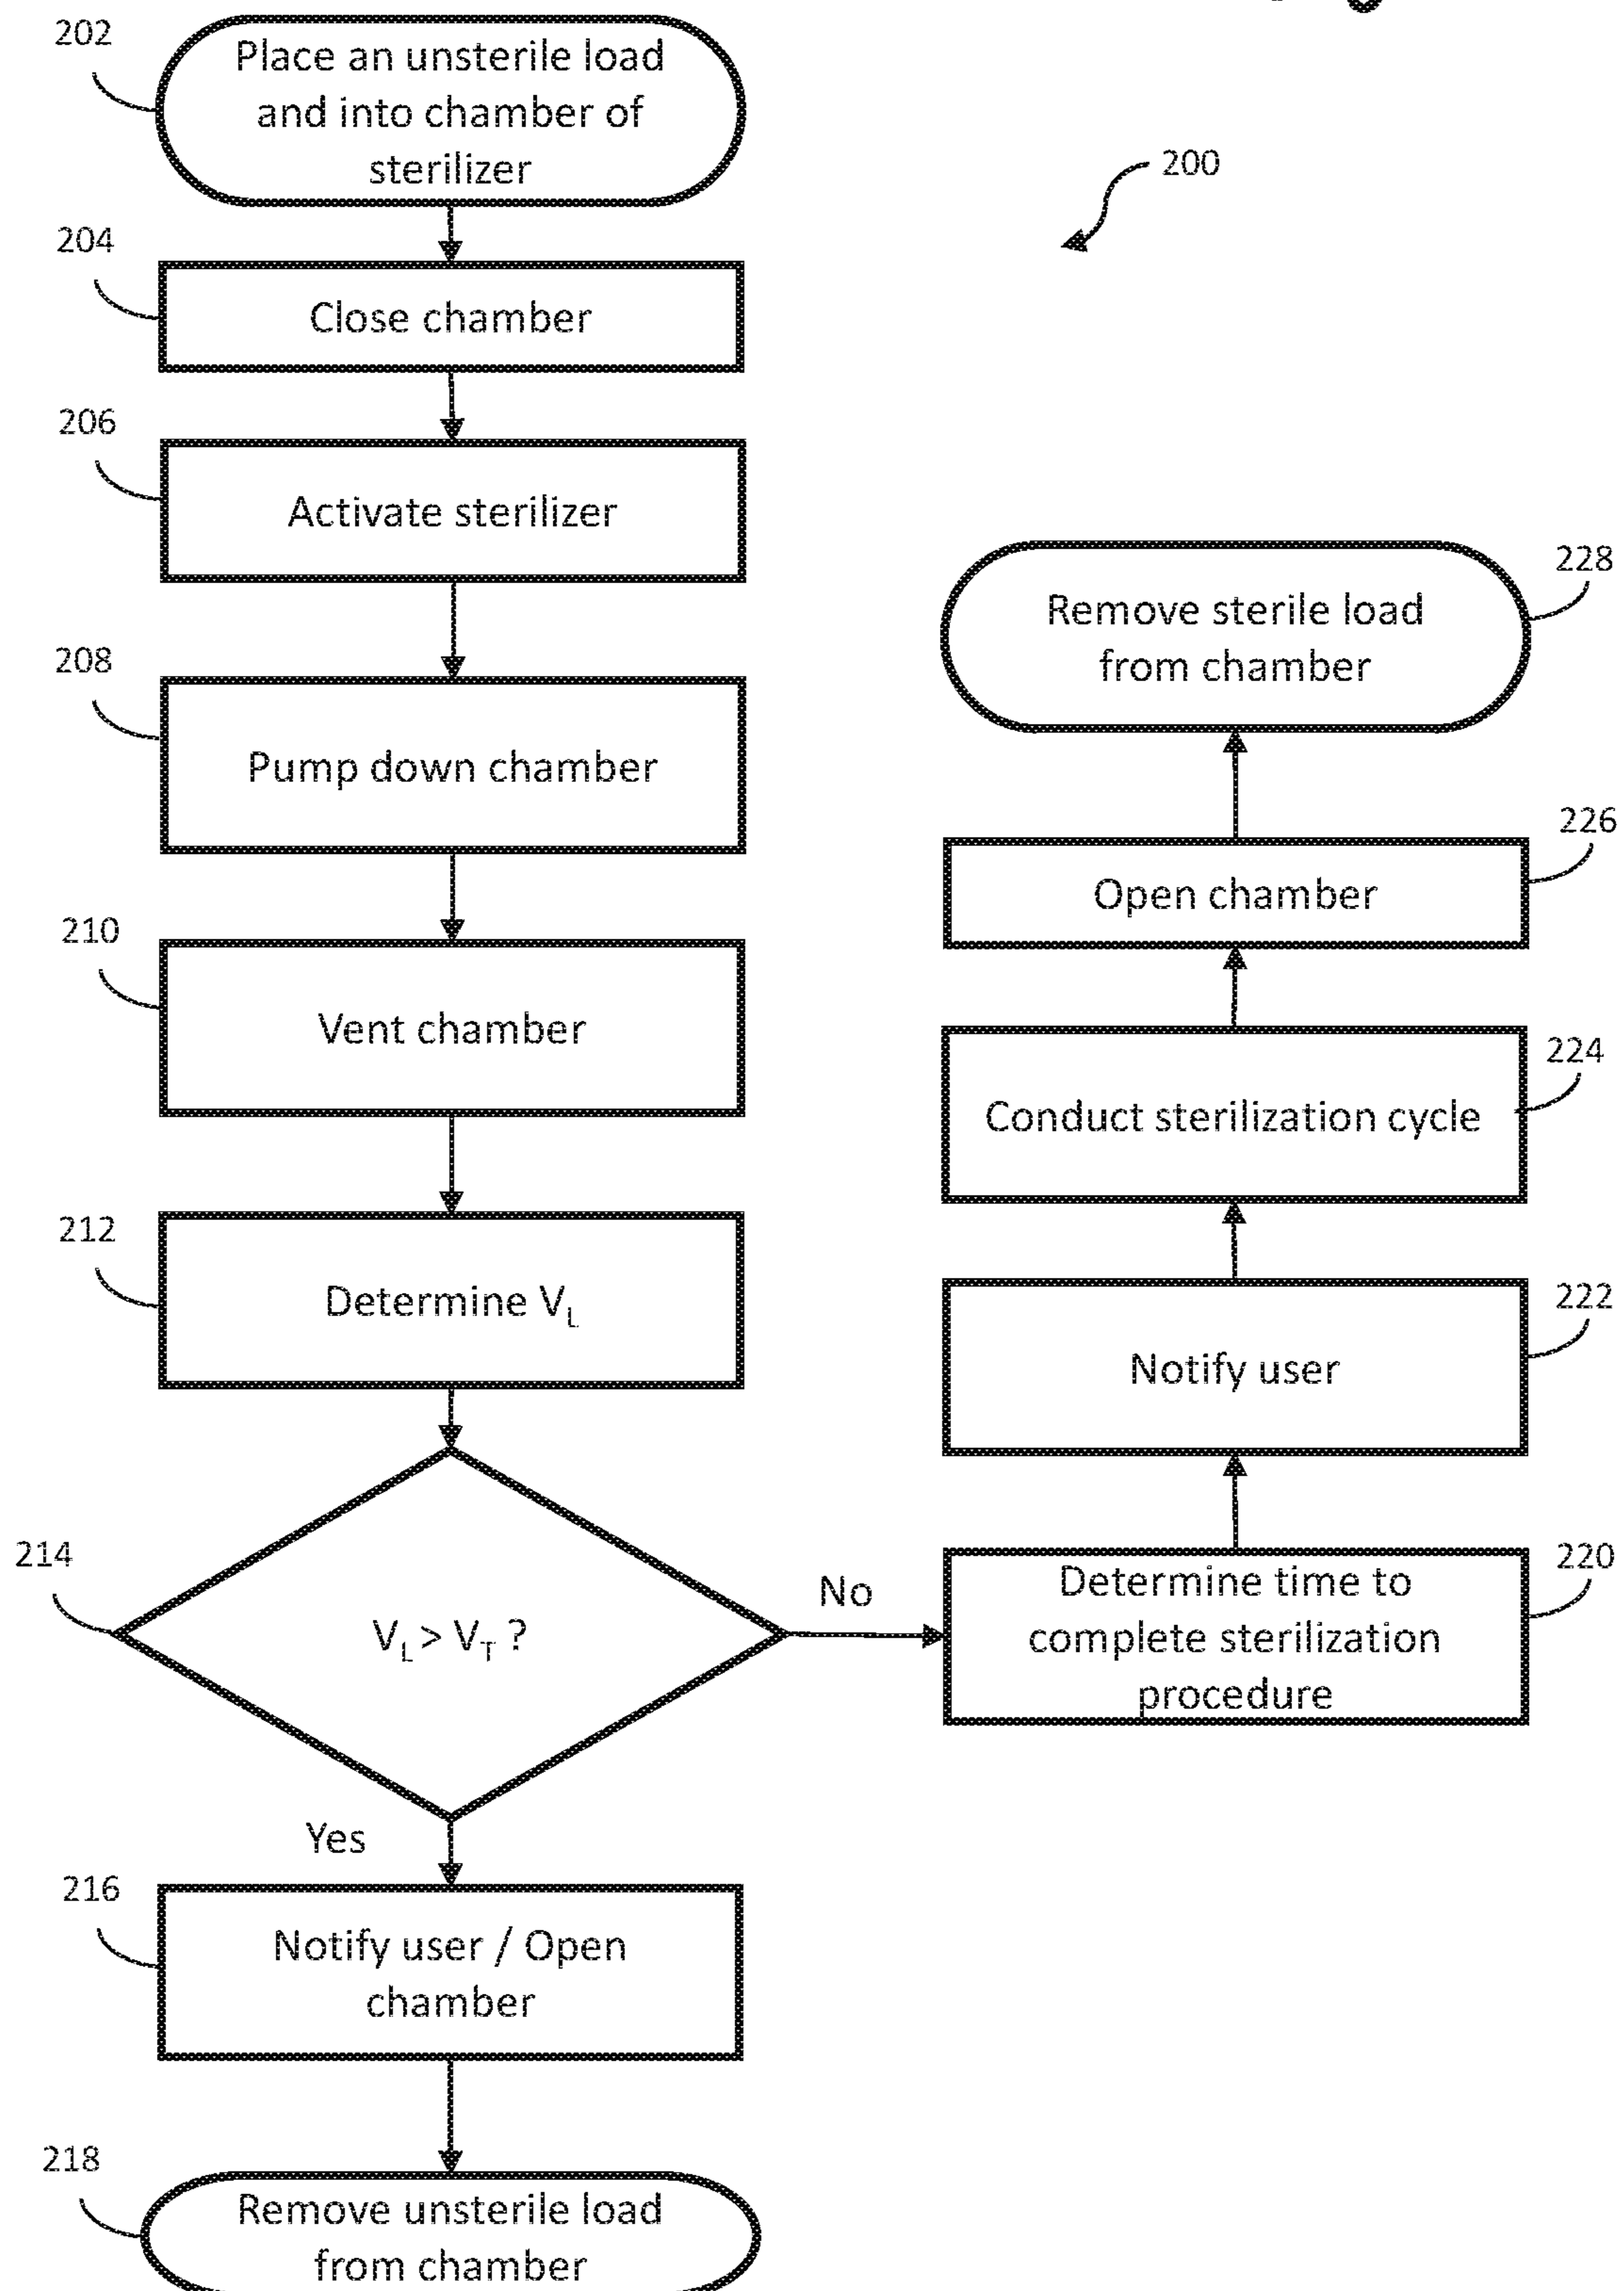 202
Place an unsterile load
and into chamber of
sterilizer
200
204
Close chamber
206
Activate sterilizer
208
Pump down chamber
210
Vent chamber
212
Determine V_L
214
V_L > V_T ?
Yes
No
216
Notify user / Open
chamber
218
Remove unsterile load
from chamber
220
Determine time to
complete sterilization
procedure
222
Notify user
224
Conduct sterilization cycle
226
Open chamber
228
Remove sterile load
from chamber